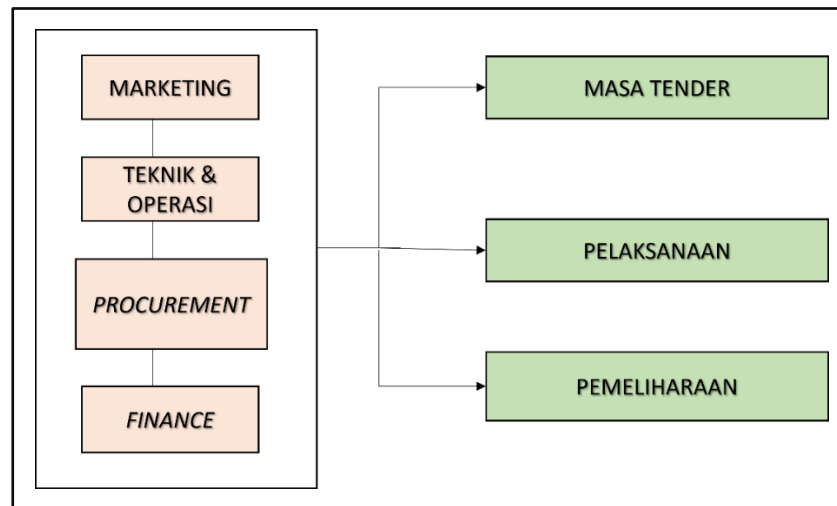 MARKETING
TEKNIK &
OPERASI
PROCUREMENT
FINANCE
MASA TENDER
PELAKSANAAN
PEMELIHARAAN